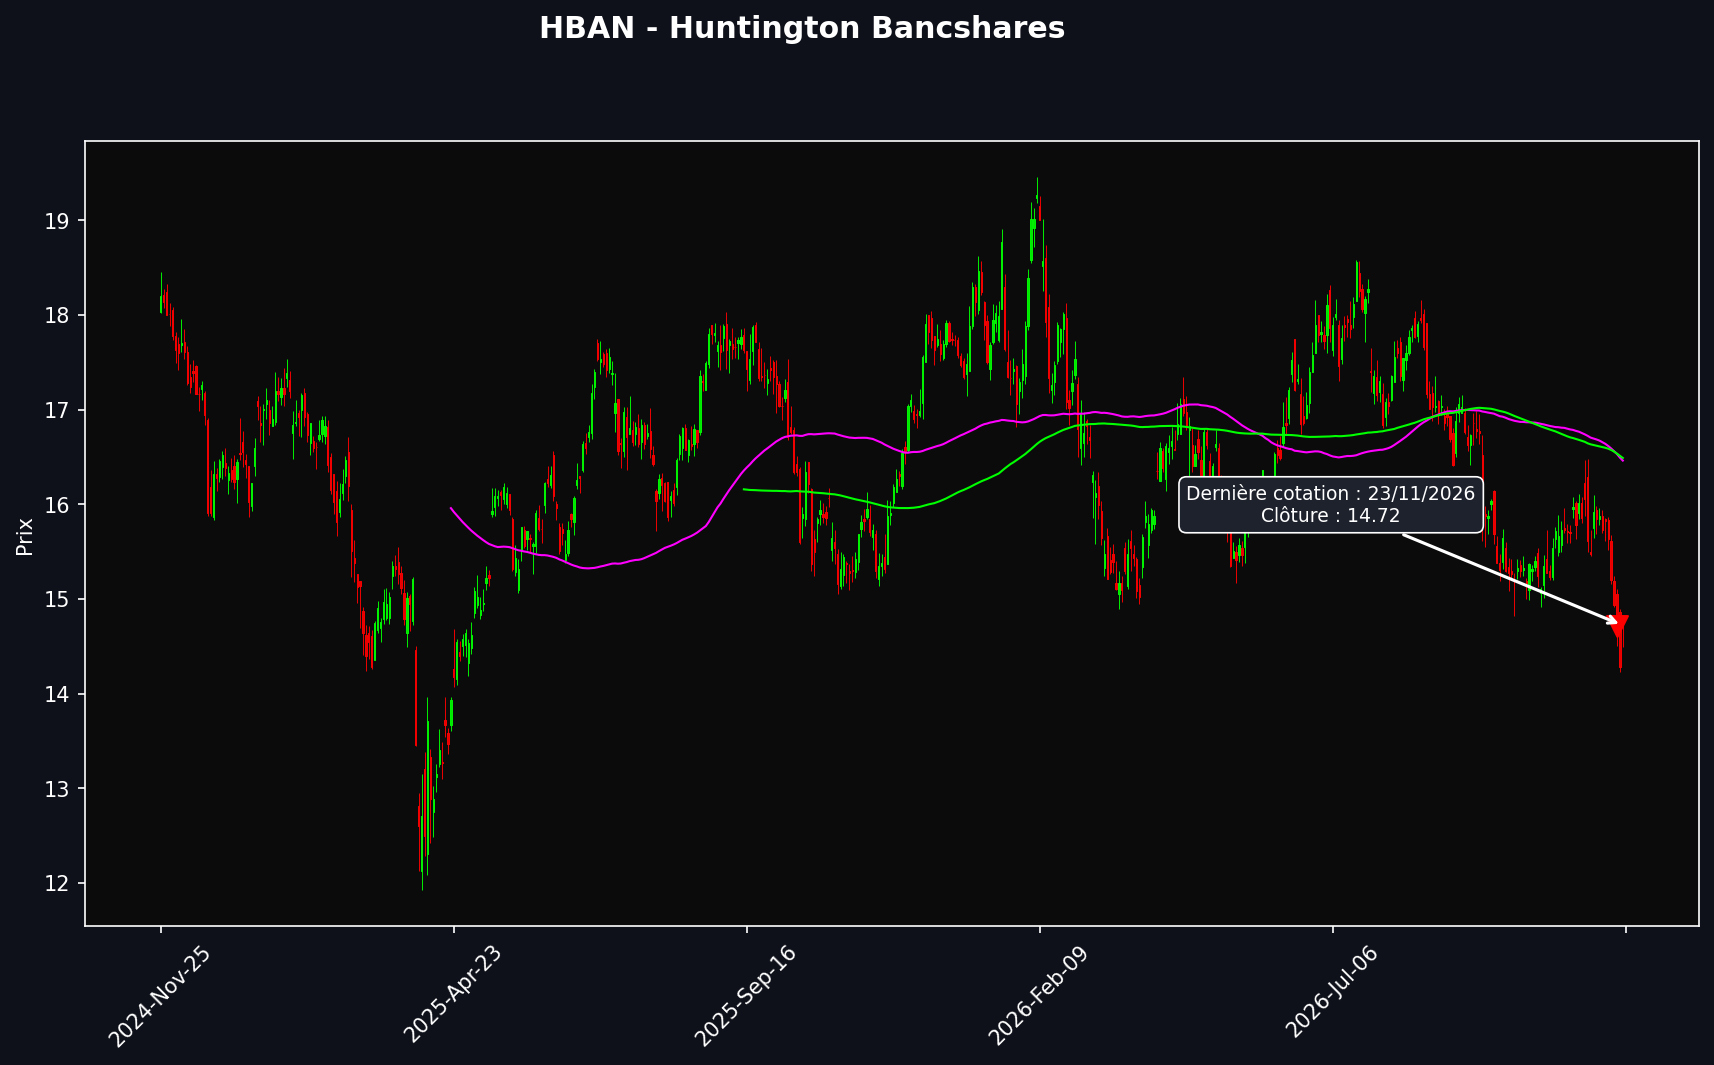 HBAN - Huntington Bancshares
Prix
19
18
17
16
15
14
13
12
Dernière cotation : 23/11/2026
Clôture : 14.72
2024-Nov-25
2025-Apr-23
2025-Sep-16
2026-Feb-09
2026-Jul-06